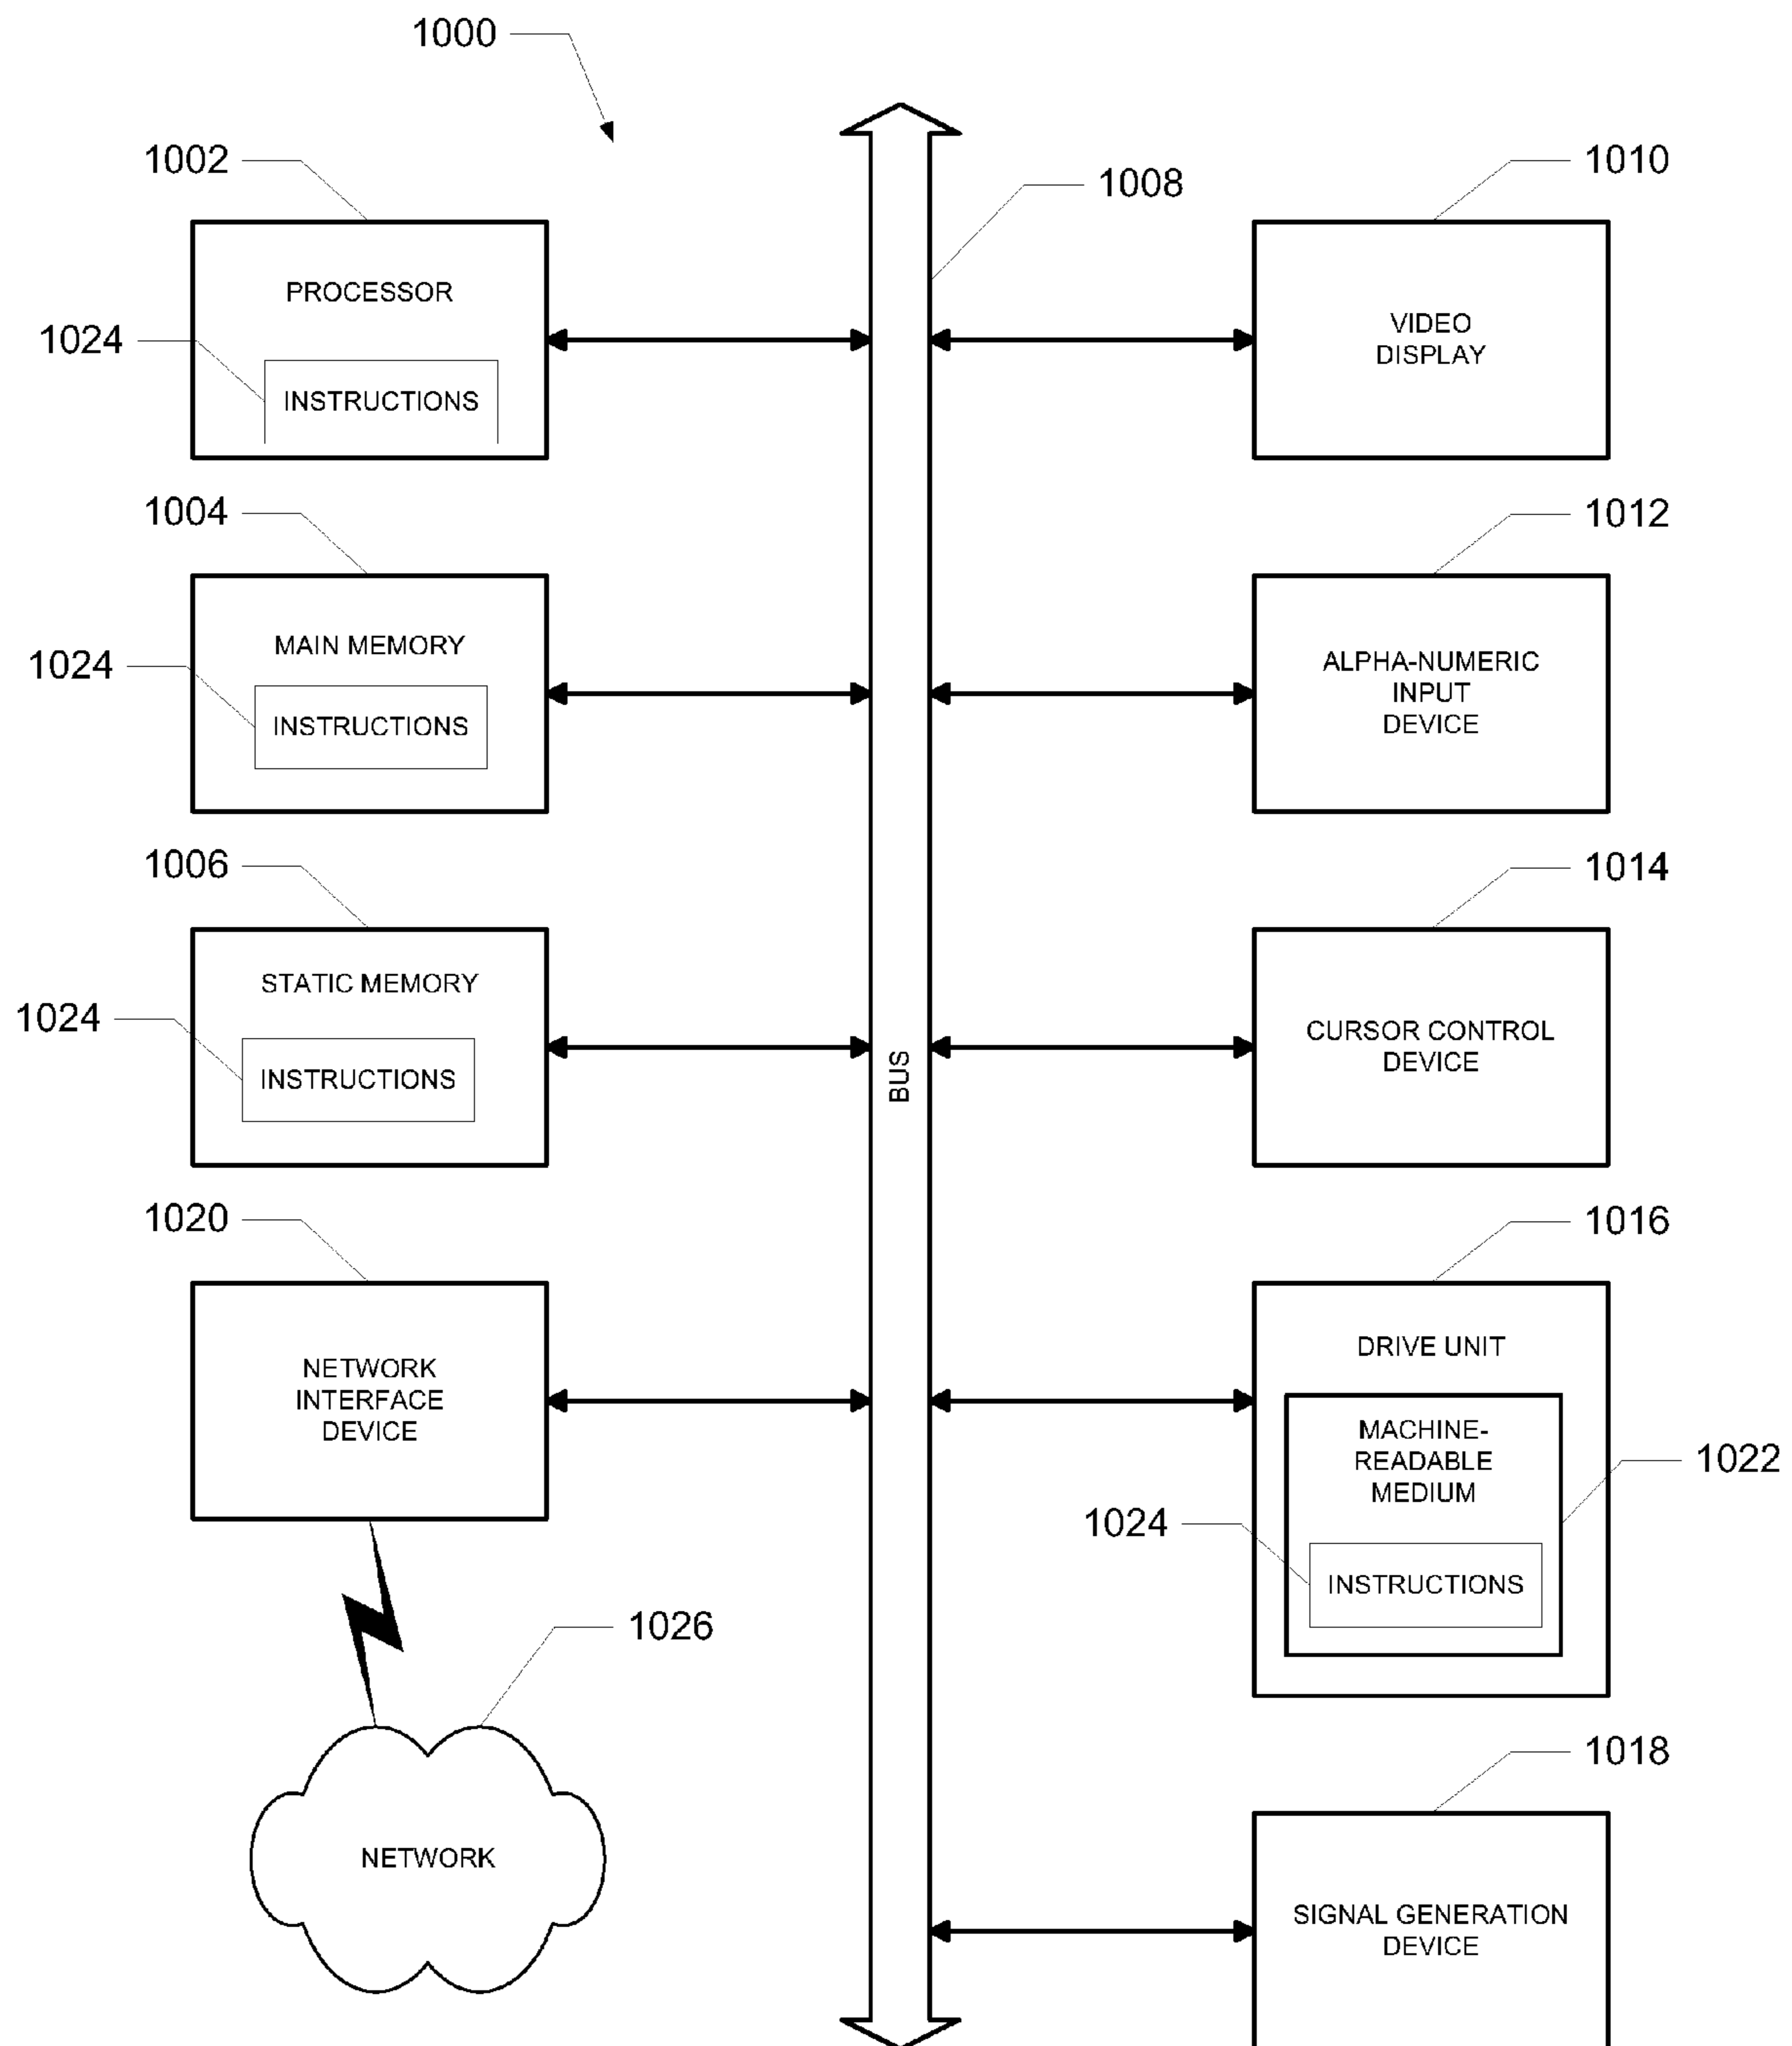 1000
1002
1008
1010
PROCESSOR
1024
INSTRUCTIONS
VIDEO
DISPLAY
1004
1012
MAIN MEMORY
1024
INSTRUCTIONS
ALPHA-NUMERIC
INPUT
DEVICE
1006
1014
STATIC MEMORY
1024
INSTRUCTIONS
BUS
CURSOR CONTROL
DEVICE
1020
1016
NETWORK
INTERFACE
DEVICE
DRIVE UNIT
MACHINE-
READABLE
MEDIUM
1022
1024
INSTRUCTIONS
1026
NETWORK
1018
SIGNAL GENERATION
DEVICE